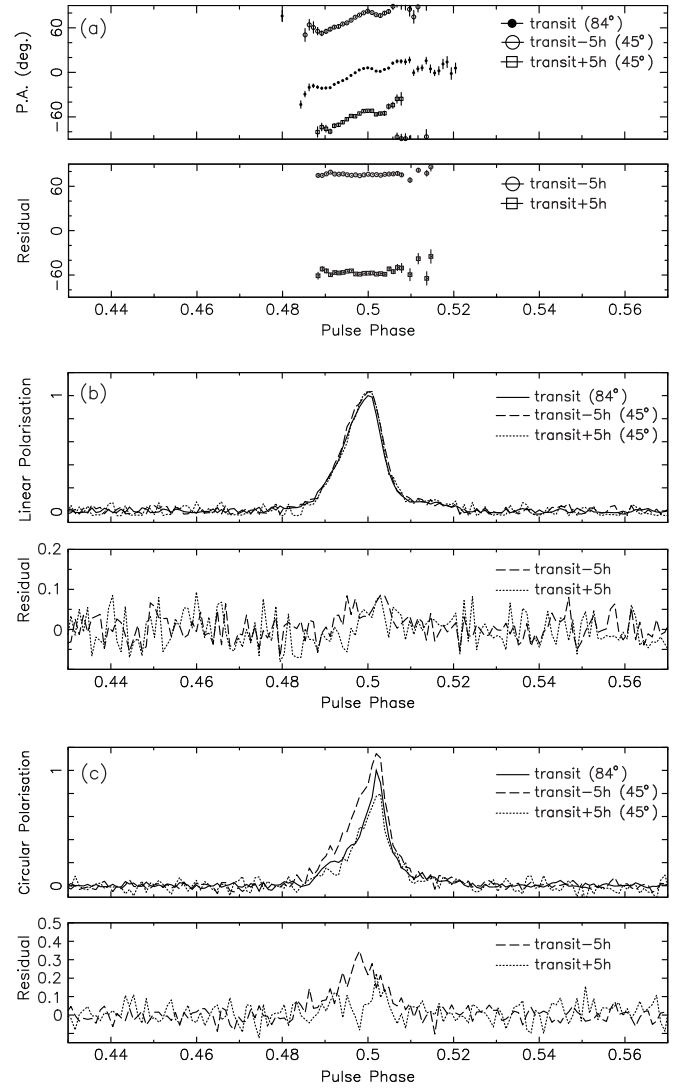 (a)
transit (84°)
transit−5h (45°)
transit+5h (45°)
P.A. (deg.)
60
0
−60
transit−5h
transit+5h
Residual
60
0
−60
0.44 0.46 0.48 0.5 0.52 0.54 0.56
Pulse Phase
(b)
transit (84°)
transit−5h (45°)
transit+5h (45°)
Linear Polarisation
1
0
transit−5h
transit+5h
Residual
0.2
0.1
0
0.44 0.46 0.48 0.5 0.52 0.54 0.56
Pulse Phase
(c)
transit (84°)
transit−5h (45°)
transit+5h (45°)
Circular Polarisation
1
0
transit−5h
transit+5h
Residual
0.5
0.4
0.3
0.2
0.1
0
0.44 0.46 0.48 0.5 0.52 0.54 0.56
Pulse Phase